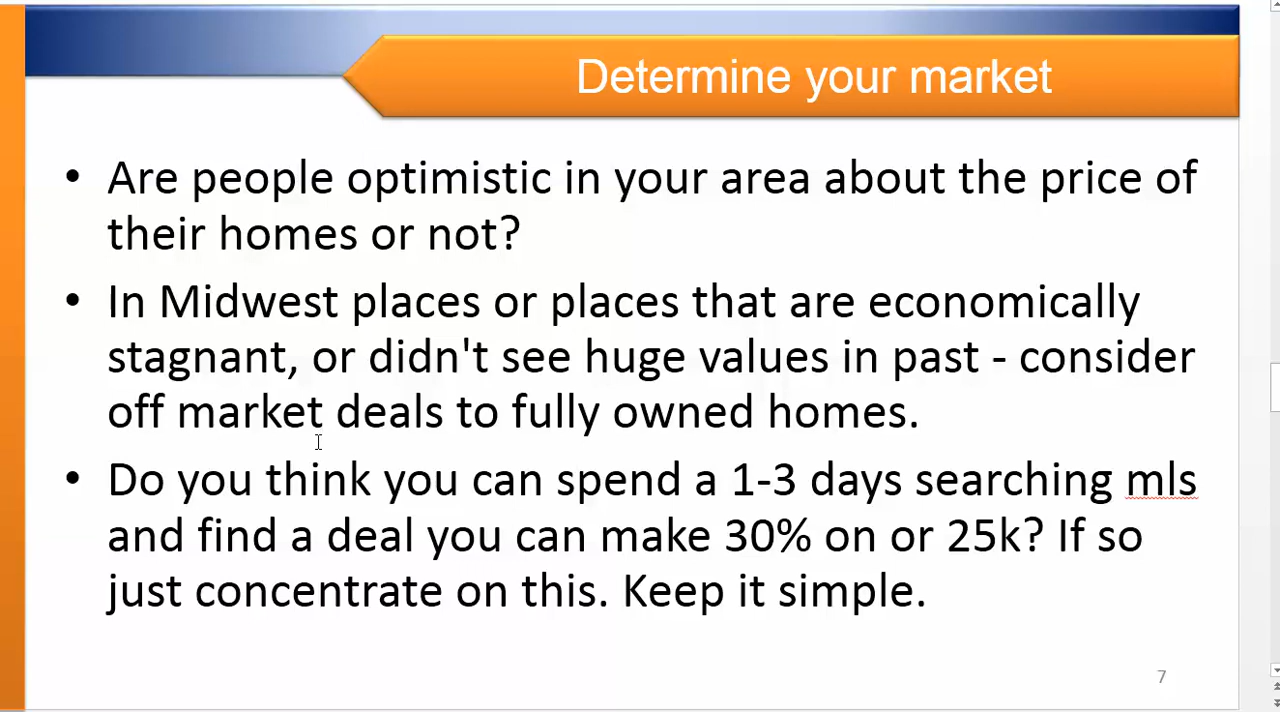 Determine your market
• Are people optimistic in your area about the price of
their homes or not?
• In Midwest places or places that are economically
stagnant, or didn't see huge values in past - consider
off market deals to fully owned homes.
• Do you think you can spend a 1-3 days searching mls
and find a deal you can make 30% on or 25k? If so
just concentrate on this. Keep it simple.
7